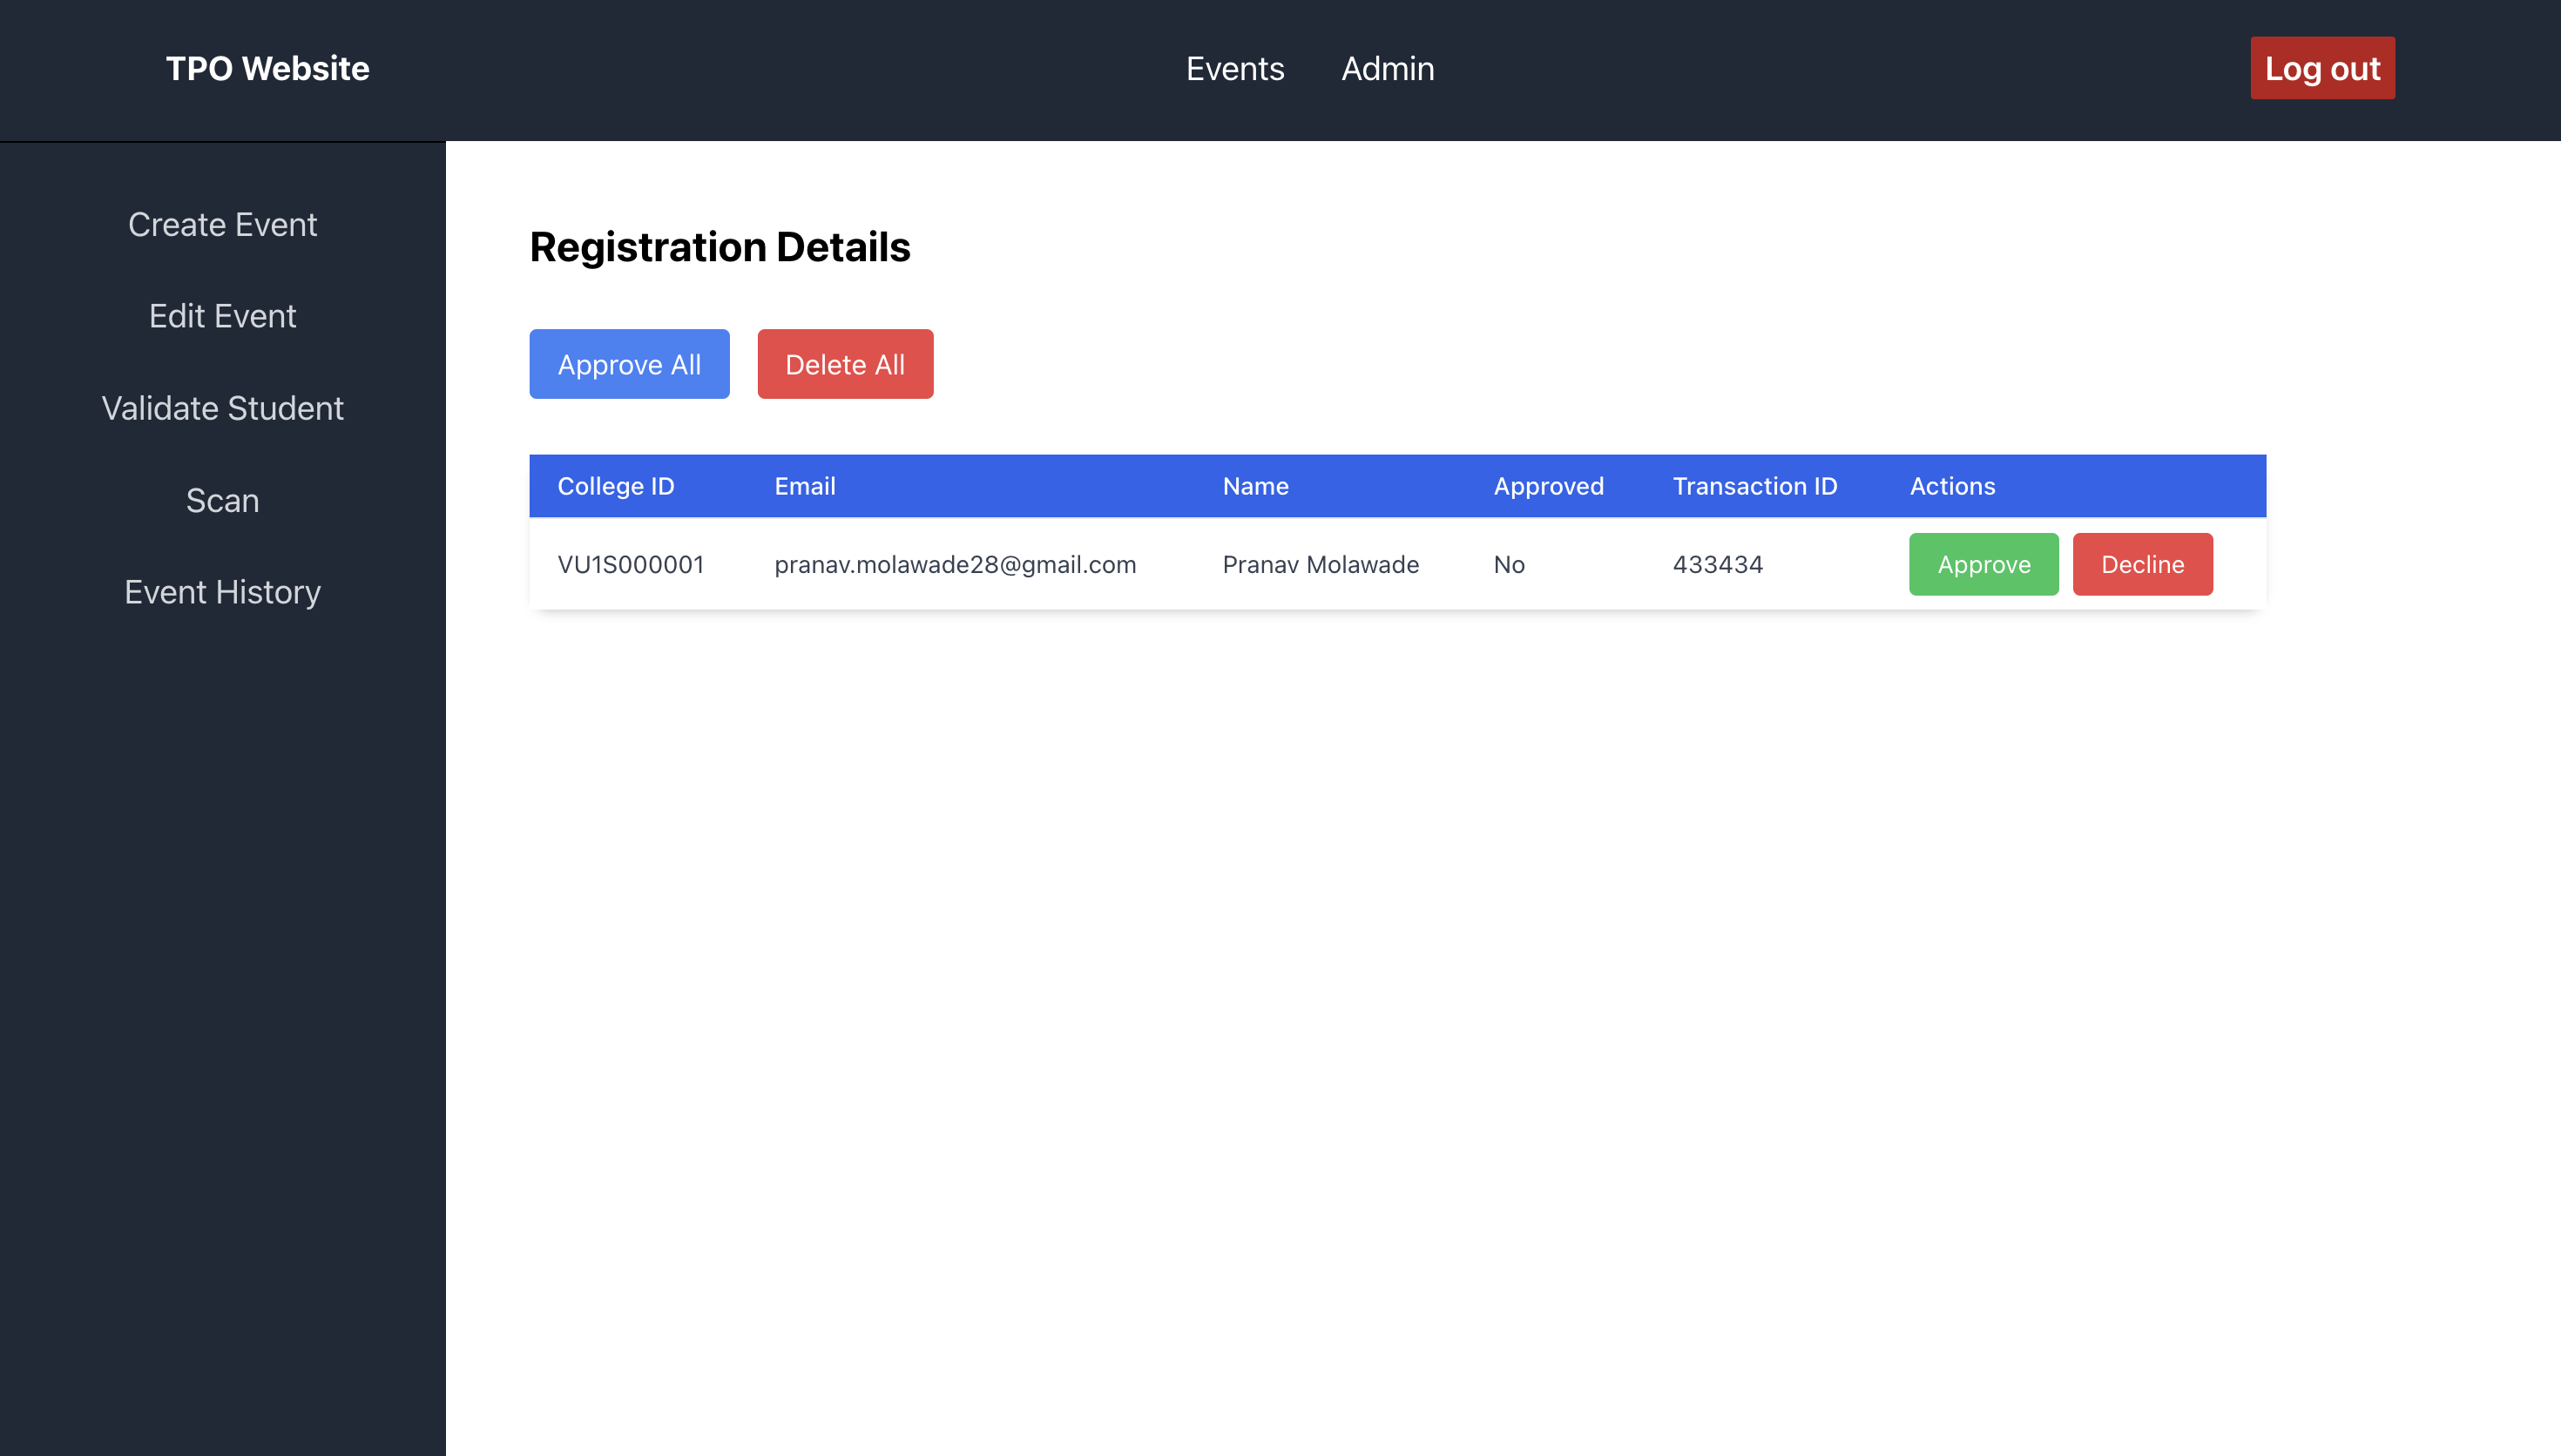 TPO Website Events Admin Log out
Create Event
Edit Event
Validate Student
Scan
Event History
Registration Details
Approve All Delete All
College ID Email Name Approved Transaction ID Actions
VU1S000001 pranav.molawade28@gmail.com Pranav Molawade No 433434 Approve Decline